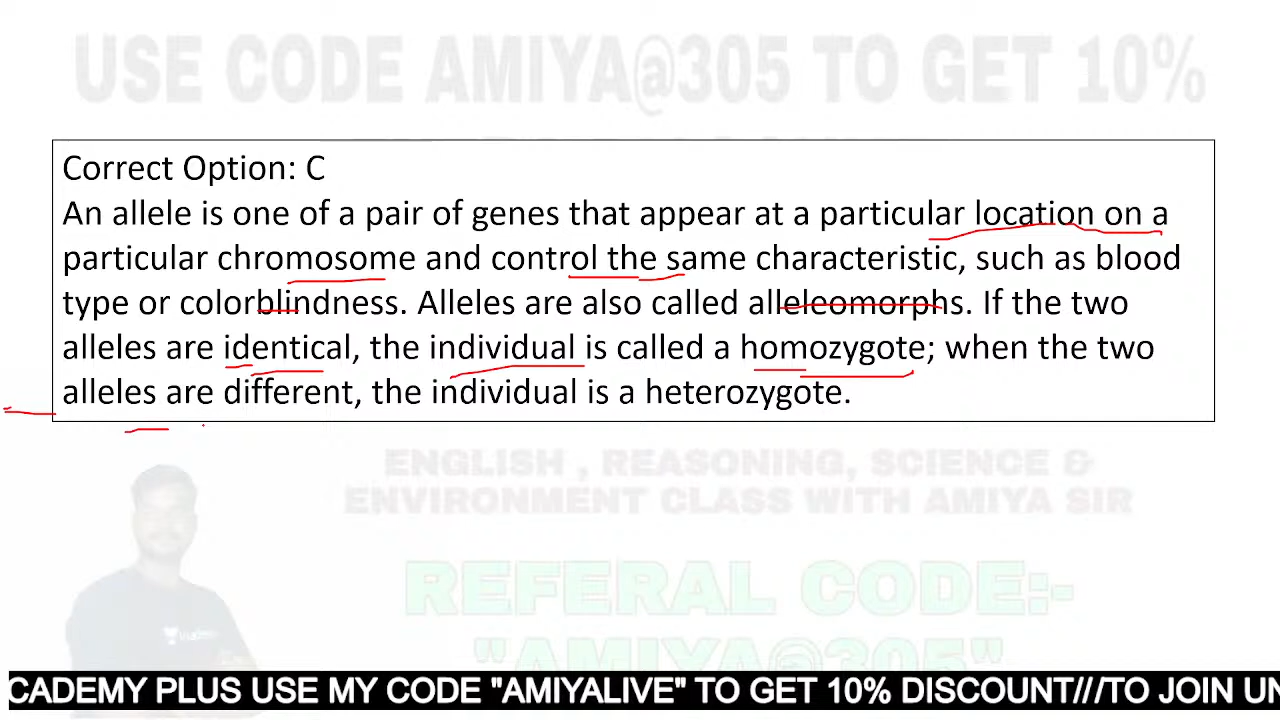 USE CODE AMIYA@305 TO GET 10%
Correct Option: C
An allele is one of a pair of genes that appear at a particular location on a
particular chromosome and control the same characteristic, such as blood
type or colorblindness. Alleles are also called alleleomorphs. If the two
alleles are identical, the individual is called a homozygote; when the two
alleles are different, the individual is a heterozygote.
ENGLISH , REASONING, SCIENCE &
ENVIRONMENT CLASS WITH AMIYA SIR
REFERAL CODE:-
"AMIYA@305"
CADEMY PLUS USE MY CODE "AMIYALIVE" TO GET 10% DISCOUNT///TO JOIN UN